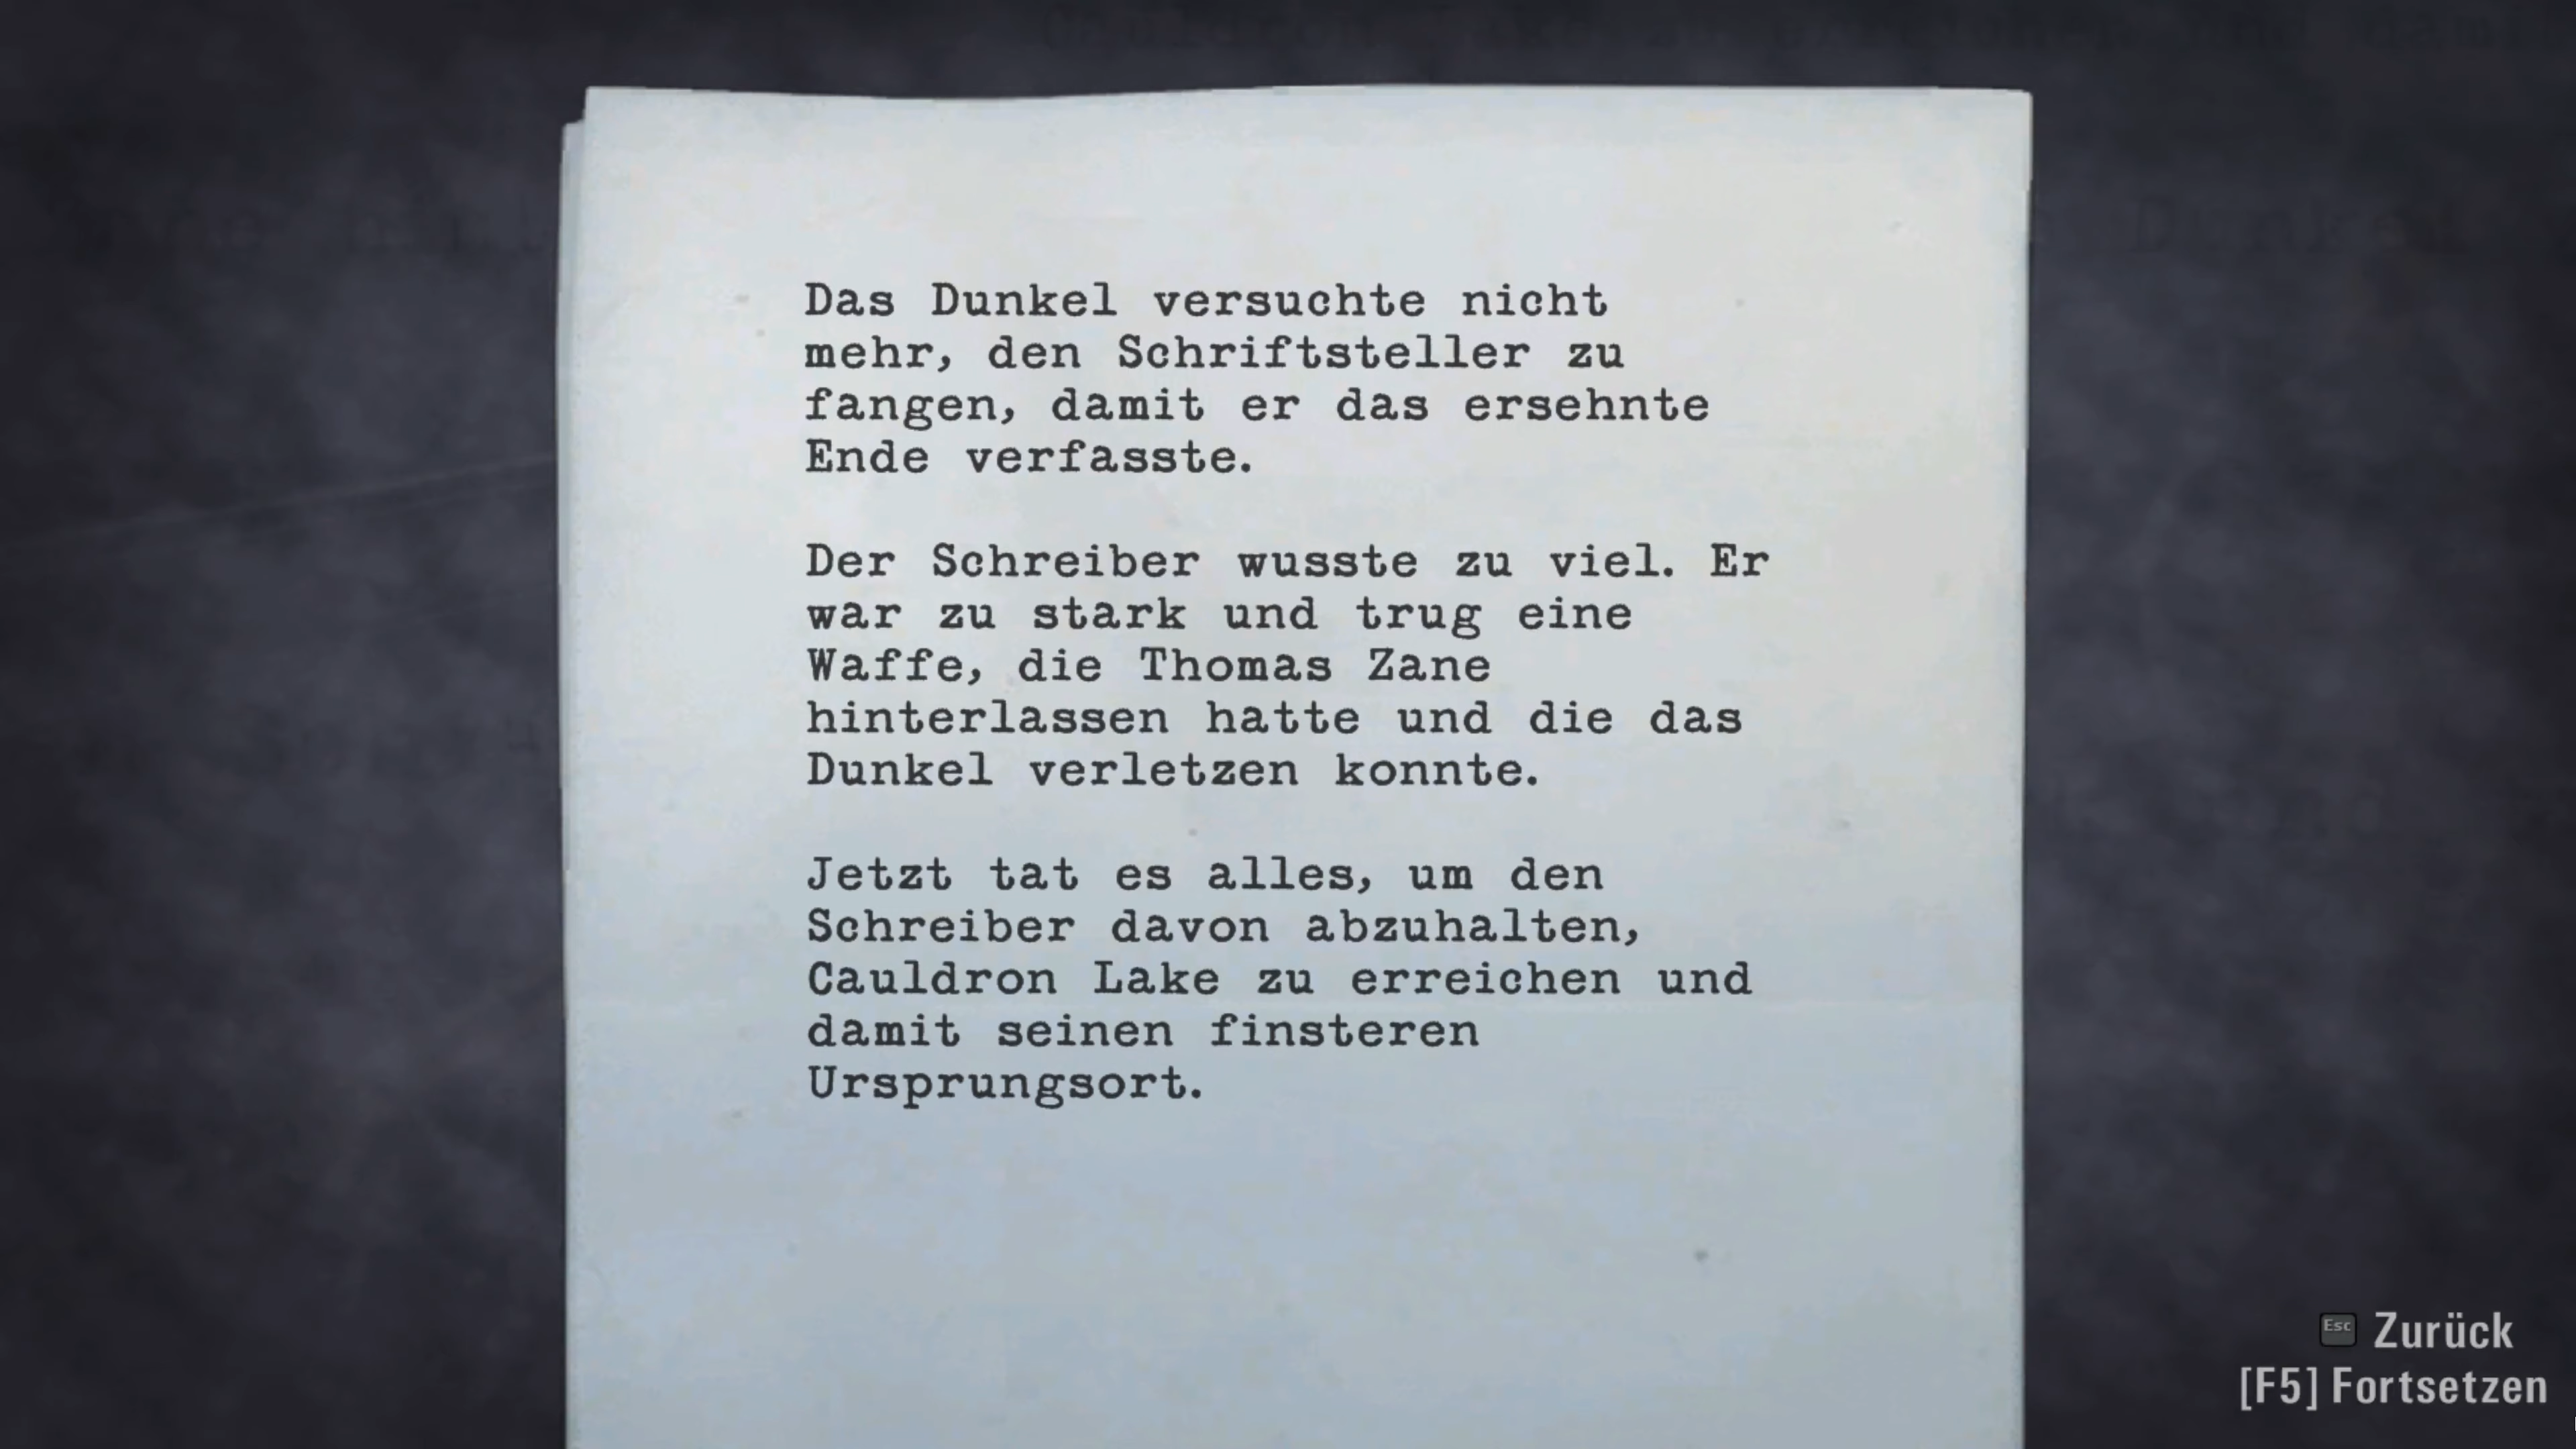 Das Dunkel versuchte nicht
mehr, den Schriftsteller zu
fangen, damit er das ersehnte
Ende verfasste.
Der Schreiber wusste zu viel. Er
war zu stark und trug eine
Waffe, die Thomas Zane
hinterlassen hatte und die das
Dunkel verletzen konnte.
Jetzt tat es alles, um den
Schreiber davon abzuhalten,
Cauldron Lake zu erreichen und
damit seinen finsteren
Ursprungsort.
Esc Zurück
[F5] Fortsetzen